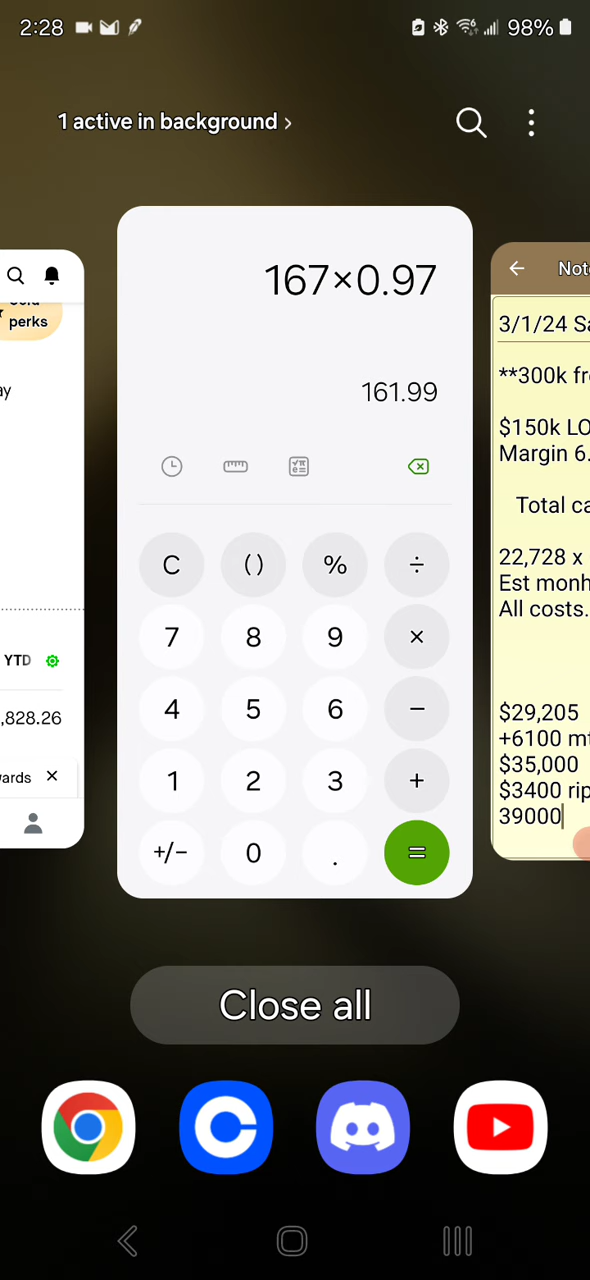 2:28
98%
1 active in background ›
perks
YTD
,828.26
167×0.97
161.99
C () % ÷
7 8 9 ×
4 5 6 −
1 2 3 +
+/− 0 . =
3/1/24
**300k
$150k
Margin 6.
Total
22,728 x
Est
All costs.
$29,205
+6100
$35,000
$3400
39000
Close all